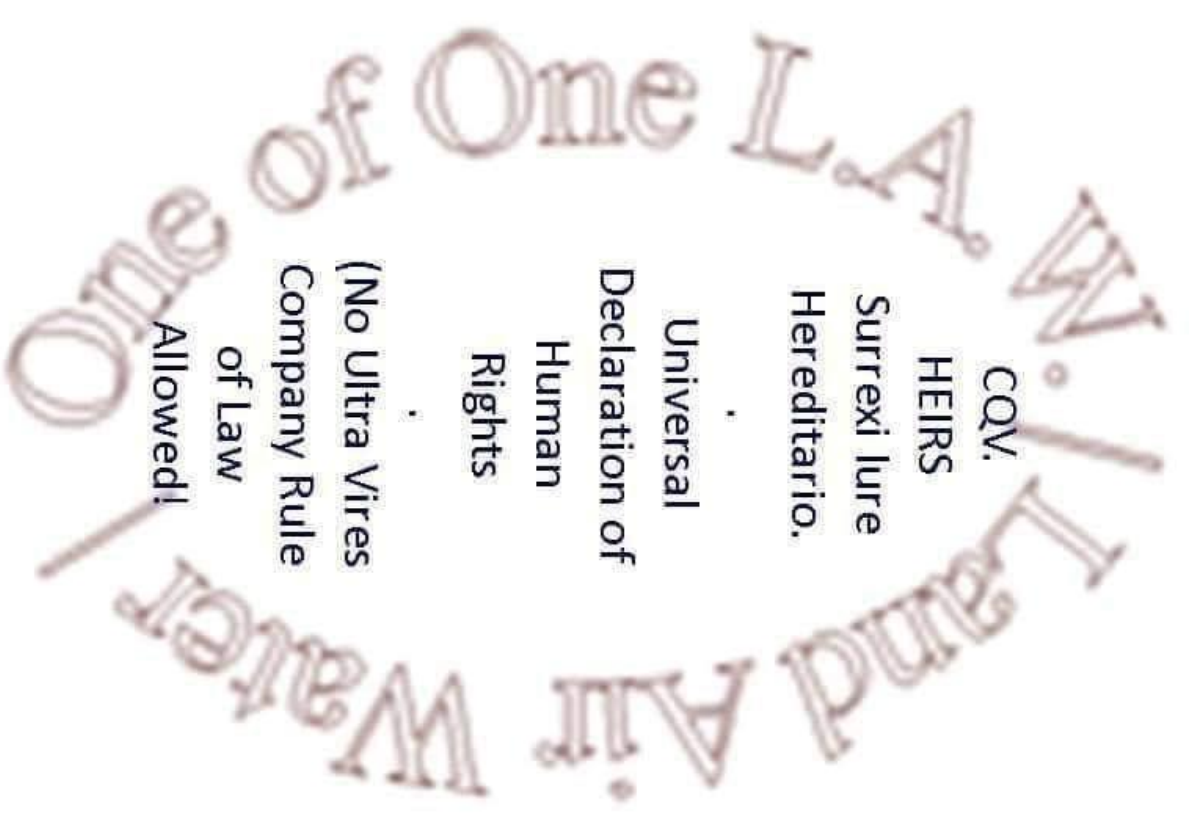 One of One L.A.W. / Land Air Water /
CQV.
HEIRS
Surrexi Iure
Hereditario.
.
Universal
Declaration of
Human
Rights
.
(No Ultra Vires
Company Rule
of Law
Allowed!